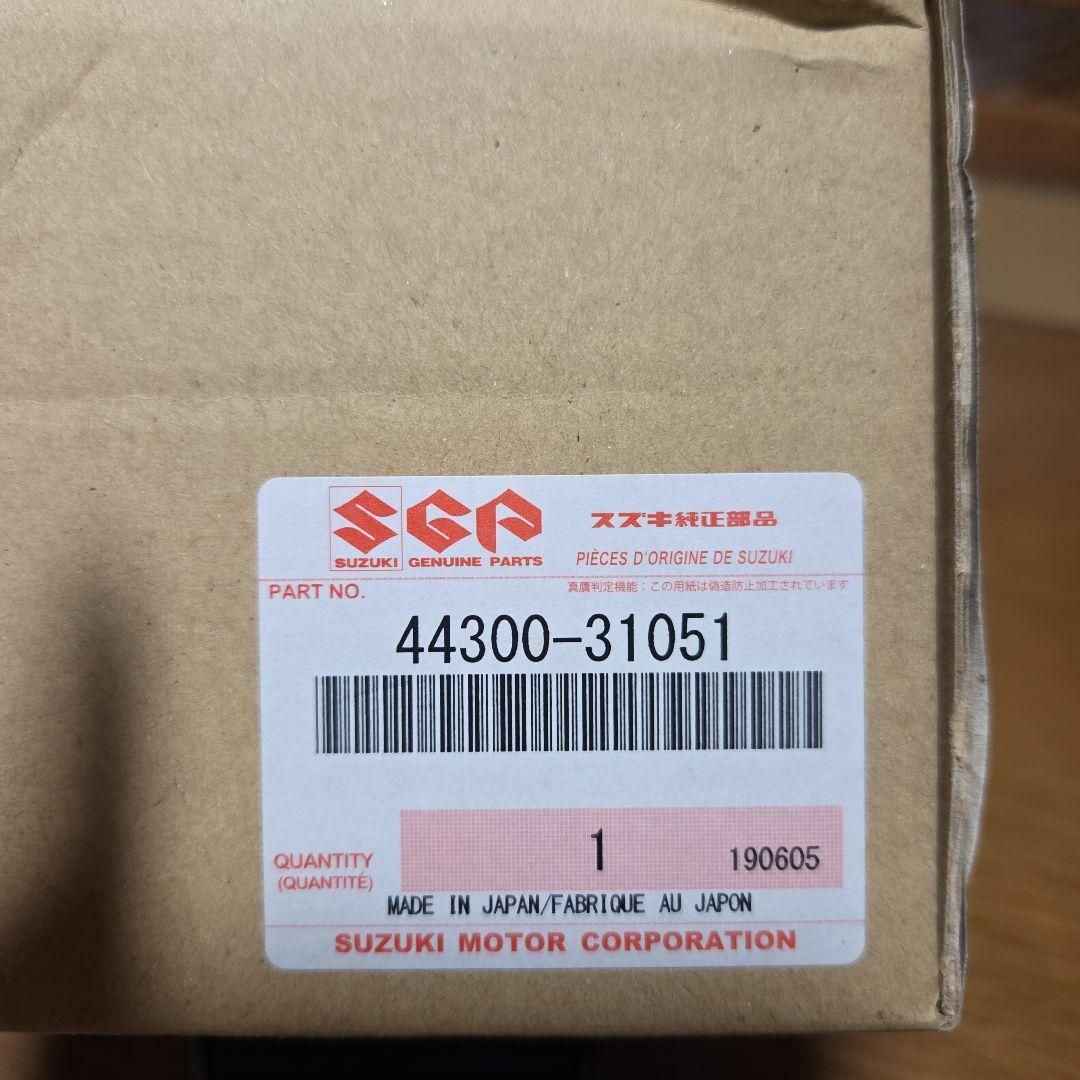 SGP スズキ純正部品
SUZUKI GENUINE PARTS PIÈCES D'ORIGINE DE SUZUKI
PART NO. 真贋判定機能：この用紙は偽造防止加工されています
44300-31051
1 190605
QUANTITY
(QUANTITÉ)
MADE IN JAPAN/FABRIQUE AU JAPON
SUZUKI MOTOR CORPORATION